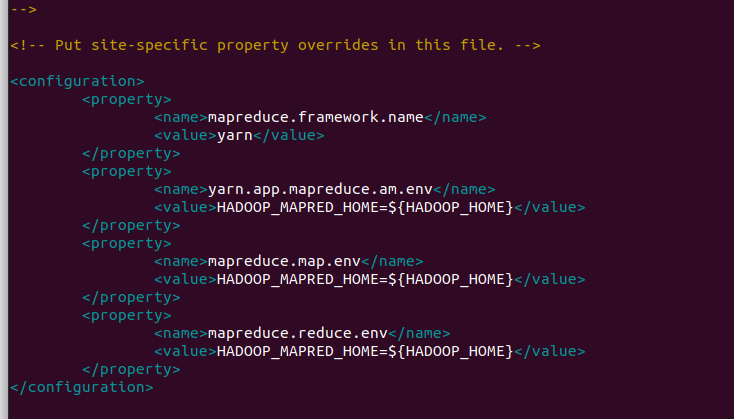 -->
<!-- Put site-specific property overrides in this file. -->
<configuration>
<property>
<name>mapreduce.framework.name</name>
<value>yarn</value>
</property>
<property>
<name>yarn.app.mapreduce.am.env</name>
<value>HADOOP_MAPRED_HOME=${HADOOP_HOME}</value>
</property>
<property>
<name>mapreduce.map.env</name>
<value>HADOOP_MAPRED_HOME=${HADOOP_HOME}</value>
</property>
<property>
<name>mapreduce.reduce.env</name>
<value>HADOOP_MAPRED_HOME=${HADOOP_HOME}</value>
</property>
</configuration>